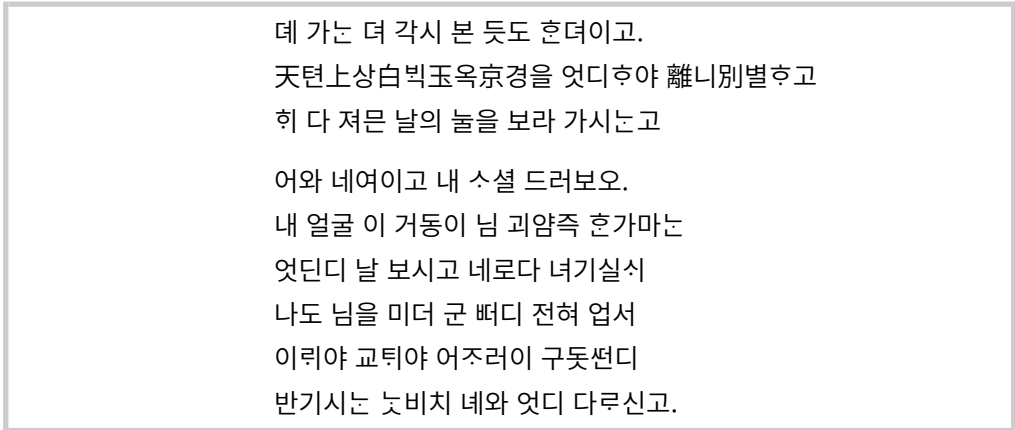 뎨 가ᄂᆞᆫ 뎌 각시 본 듯도 ᄒᆞᆫ뎌이고.
天텬上샹白ᄇᆡᆨ玉옥京경을 엇디ᄒᆞ야 離니別별ᄒᆞ고
ᄒᆡ 다 져믄 날의 눌을 보라 가시ᄂᆞᆫ고
어와 네여이고 내 ᄉᆞ셜 드러보오.
내 얼굴 이 거동이 님 괴얌즉 ᄒᆞᆫ가마ᄂᆞᆫ
엇딘디 날 보시고 네로다 녀기실ᄉᆡ
나도 님을 미더 군 ᄠᅥ디 전혀 업서
이ᄅᆡ야 교ᄐᆡ야 어ᄌᆞ러이 구돗ᄯᅥᆫ디
반기시ᄂᆞᆫ ᄂᆞᆺ비치 녜와 엇디 다ᄅᆞ신고.